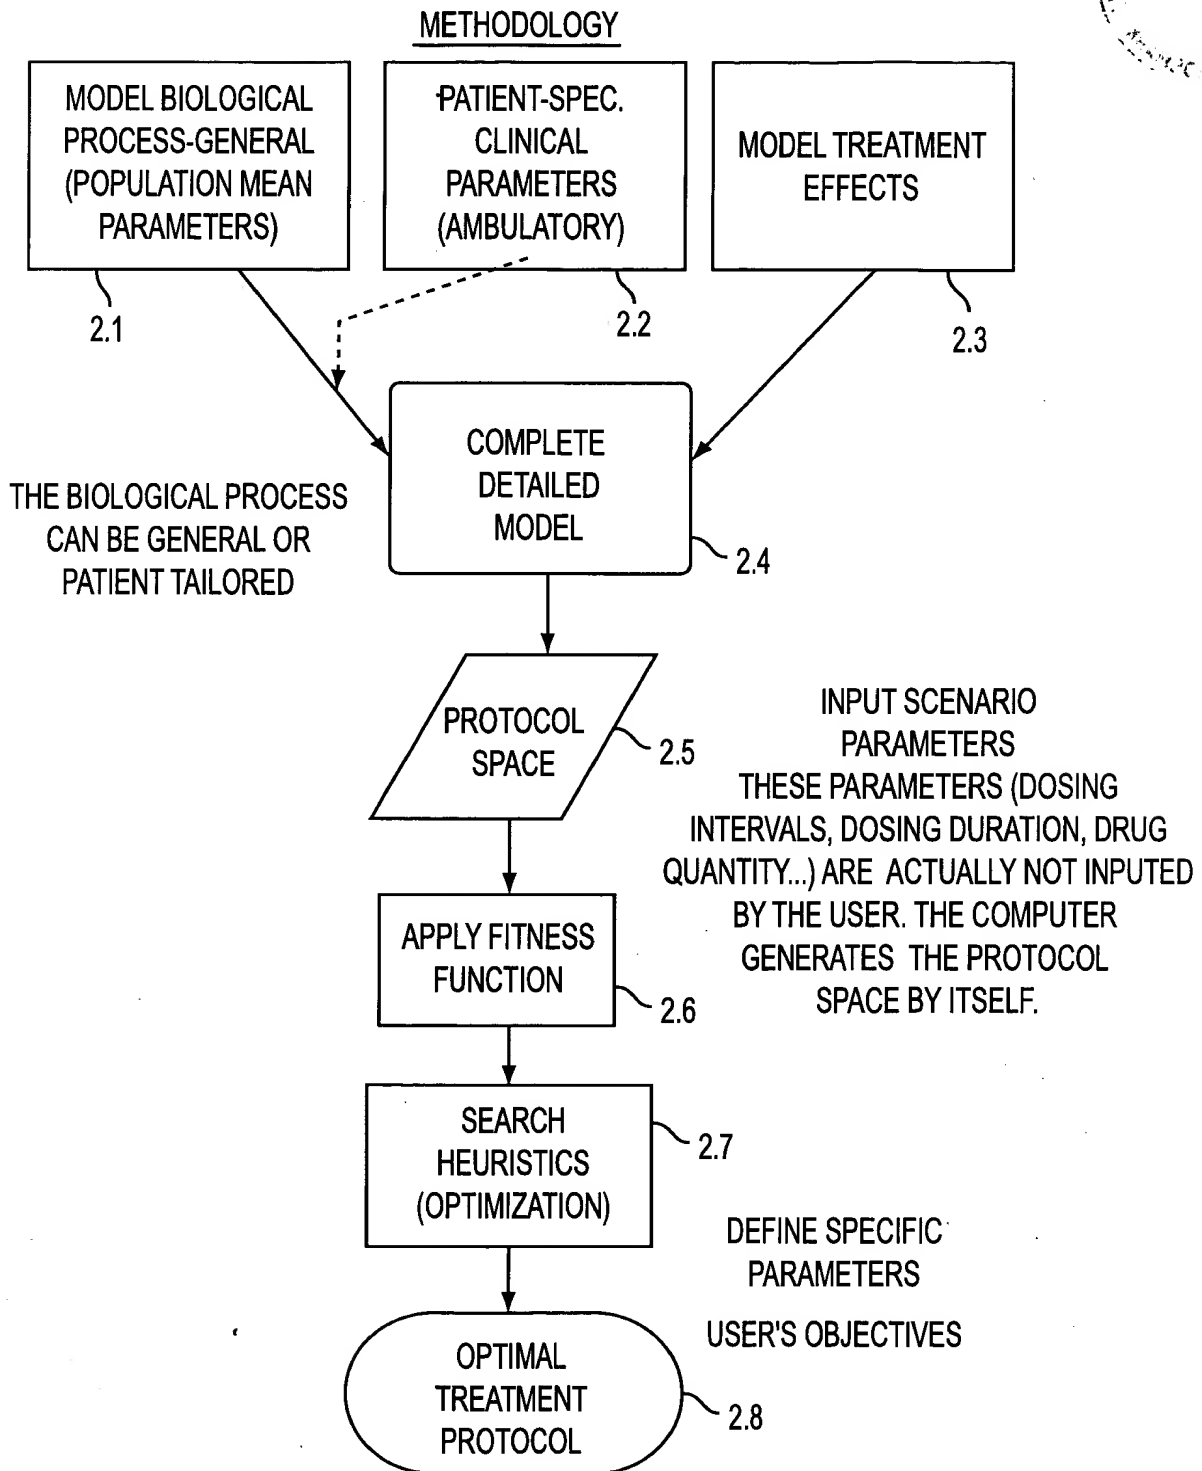 METHODOLOGY
MODEL BIOLOGICAL
PROCESS-GENERAL
(POPULATION MEAN
PARAMETERS)
2.1
PATIENT-SPEC.
CLINICAL
PARAMETERS
(AMBULATORY)
2.2
MODEL TREATMENT
EFFECTS
2.3
COMPLETE
DETAILED
MODEL
2.4
THE BIOLOGICAL PROCESS
CAN BE GENERAL OR
PATIENT TAILORED
PROTOCOL
SPACE
2.5
INPUT SCENARIO
PARAMETERS
THESE PARAMETERS (DOSING
INTERVALS, DOSING DURATION, DRUG
QUANTITY...) ARE ACTUALLY NOT INPUTED
BY THE USER. THE COMPUTER
GENERATES THE PROTOCOL
SPACE BY ITSELF.
APPLY FITNESS
FUNCTION
2.6
SEARCH
HEURISTICS
(OPTIMIZATION)
2.7
DEFINE SPECIFIC
PARAMETERS
USER'S OBJECTIVES
OPTIMAL
TREATMENT
PROTOCOL
2.8